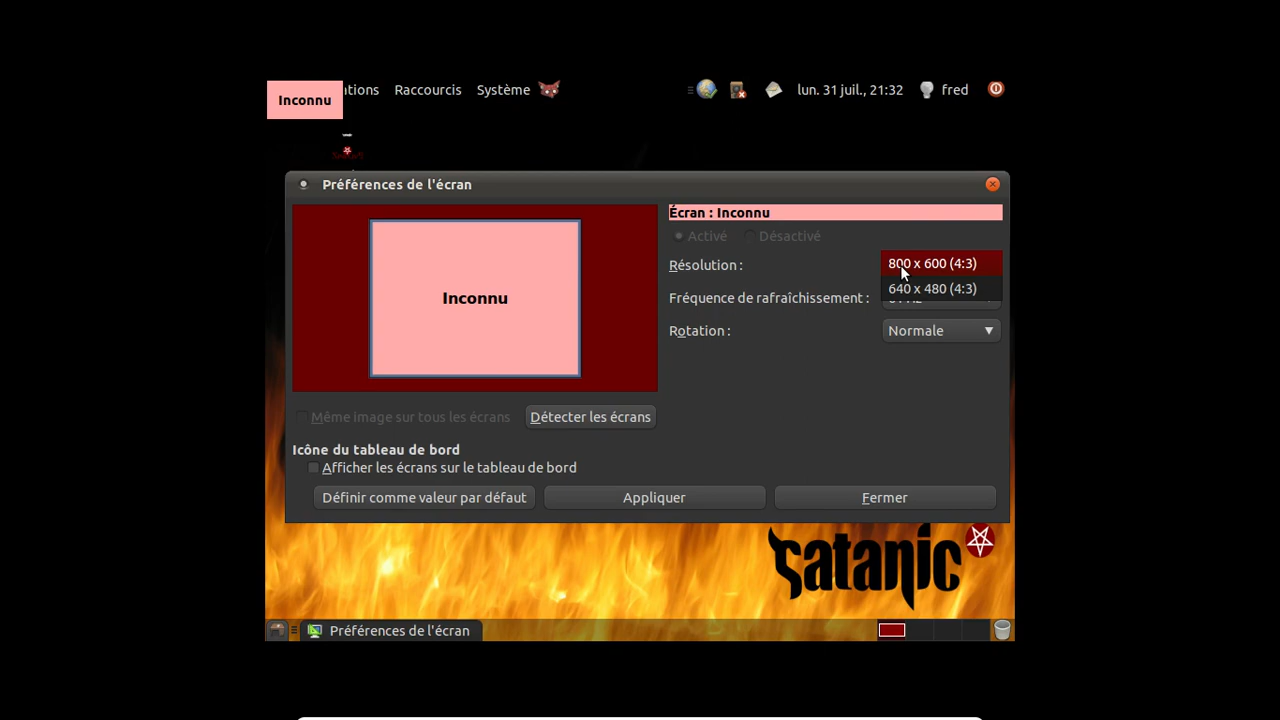 Inconnu
ations Raccourcis Système lun. 31 juil., 21:32 fred
Préférences de l'écran
Écran : Inconnu
Activé Désactivé
Résolution : 800 x 600 (4:3)
640 x 480 (4:3)
Inconnu
Fréquence de rafraîchissement :
Rotation : Normale
Même image sur tous les écrans Détecter les écrans
Icône du tableau de bord
Afficher les écrans sur le tableau de bord
Définir comme valeur par défaut Appliquer Fermer
satanic
Préférences de l'écran